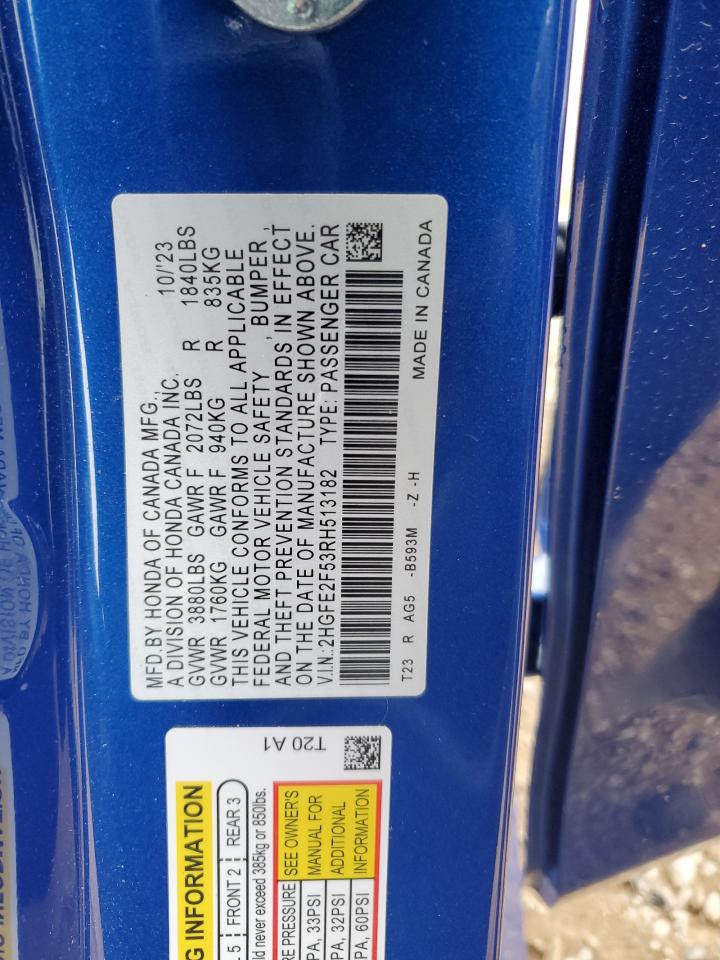 MFD.BY HONDA OF CANADA MFG., 10/'23
A DIVISION OF HONDA CANADA INC.
GVWR 3880LBS GAWR F 2072LBS R 1840LBS
GVWR 1760KG GAWR F 940KG R 835KG
THIS VEHICLE CONFORMS TO ALL APPLICABLE
FEDERAL MOTOR VEHICLE SAFETY , BUMPER ,
AND THEFT PREVENTION STANDARDS IN EFFECT
ON THE DATE OF MANUFACTURE SHOWN ABOVE.
V.IN.:2HGFE2F53RH513182 TYPE: PASSENGER CAR
T23 R AG5 -B593M -Z -H MADE IN CANADA
T20 A1
G INFORMATION
5 FRONT 2 REAR 3
ld never exceed 385kg or 850lbs.
RE PRESSURE SEE OWNER'S
PA, 33PSI MANUAL FOR
PA, 32PSI ADDITIONAL
PA, 60PSI INFORMATION